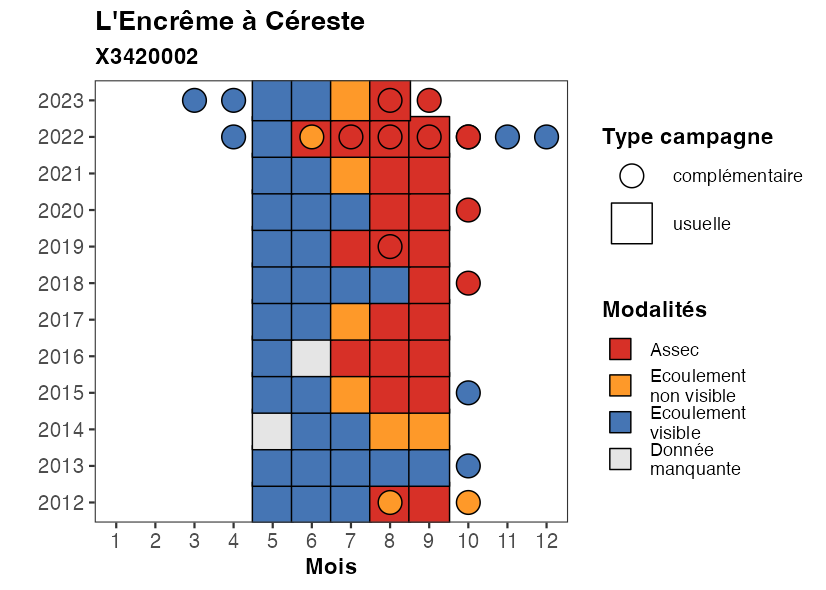 L'Encrême à Céreste
X3420002
2023
2022
2021
2020
2019
2018
2017
2016
2015
2014
2013
2012
1 2 3 4 5 6 7 8 9 10 11 12
Mois
Type campagne
complémentaire
usuelle
Modalités
Assec
Ecoulement
non visible
Ecoulement
visible
Donnée
manquante